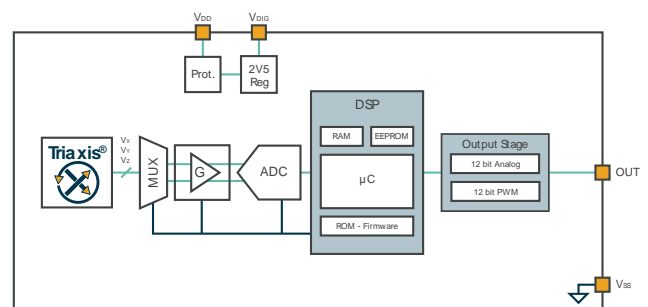 VDD
VDIG
Prot.
2V5
Reg
DSP
RAM
EEPROM
Triaxis®
VX
VY
VZ
MUX
G
ADC
µC
Output Stage
12 bit Analog
12 bit PWM
OUT
ROM - Firmware
VSS